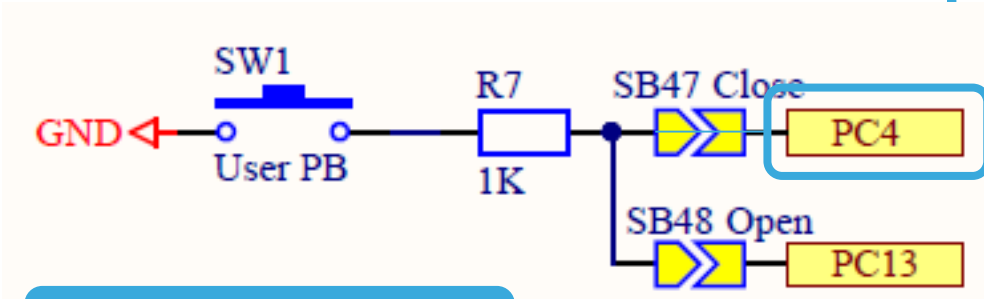 SW1
R7
SB47 Close
GND
PC4
User PB
1K
SB48 Open
PC13